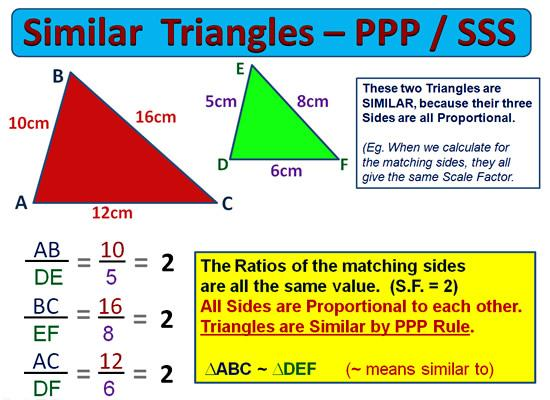 Similar Triangles – PPP / SSS
B
10cm
16cm
A
12cm
C
E
5cm
8cm
D
6cm
F
These two Triangles are
SIMILAR, because their three
Sides are all Proportional.
(Eg. When we calculate for
the matching sides, they all
give the same Scale Factor.
AB/DE = 10/5 = 2
BC/EF = 16/8 = 2
AC/DF = 12/6 = 2
The Ratios of the matching sides
are all the same value. (S.F. = 2)
All Sides are Proportional to each other.
Triangles are Similar by PPP Rule.
∆ABC ~ ∆DEF (~ means similar to)